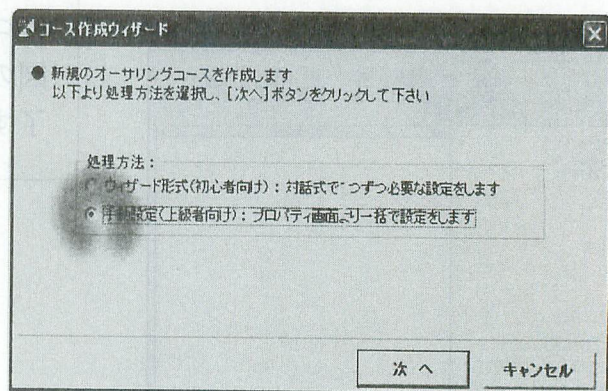 コース作成ウィザード
● 新規のオーサリングコースを作成します
以下より処理方法を選択し、[次へ]ボタンをクリックして下さい
処理方法：
ウィザード形式(初心者向け)：対話式で つずつ必要な設定をします
手動設定(上級者向け)：プロパティ画面より一括で設定をします
次 へ
キャンセル